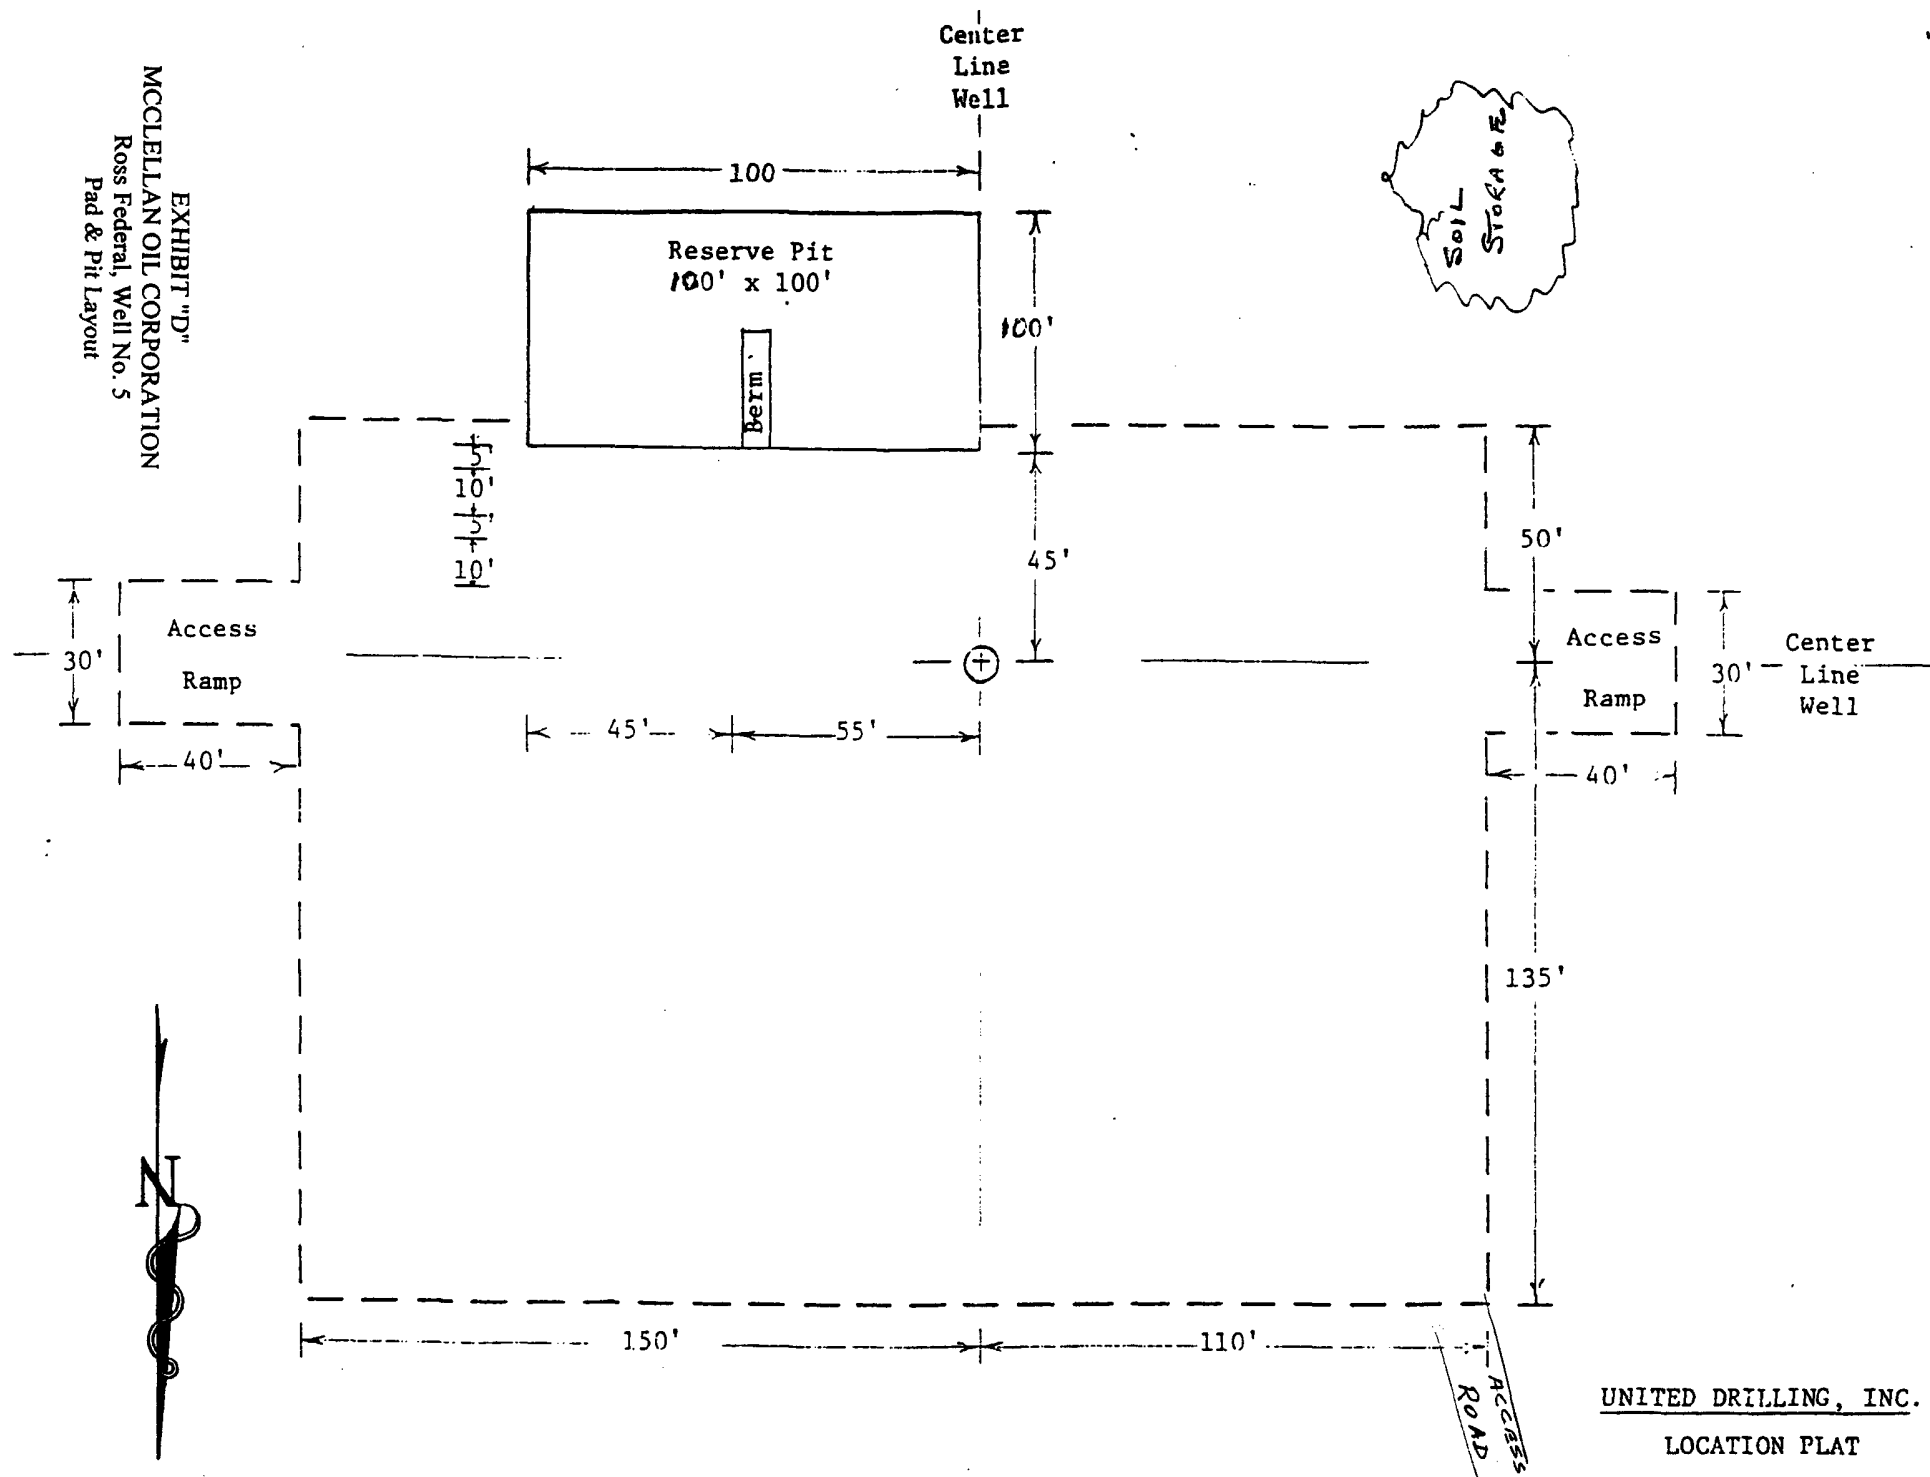 EXHIBIT "D"
MCCLELLAN OIL CORPORATION
Ross Federal, Well No. 5
Pad & Pit Layout
Center
Line
Well
100
Reserve Pit
100' x 100'
Berm
100'
SOIL
STORAGE
5'
10'
5'
10'
45'
50'
30'
Access
Ramp
40'
45'
55'
Access
Ramp
30'
40'
Center
Line
Well
135'
N
150'
110'
ACCESS
ROAD
UNITED DRILLING, INC.
LOCATION PLAT